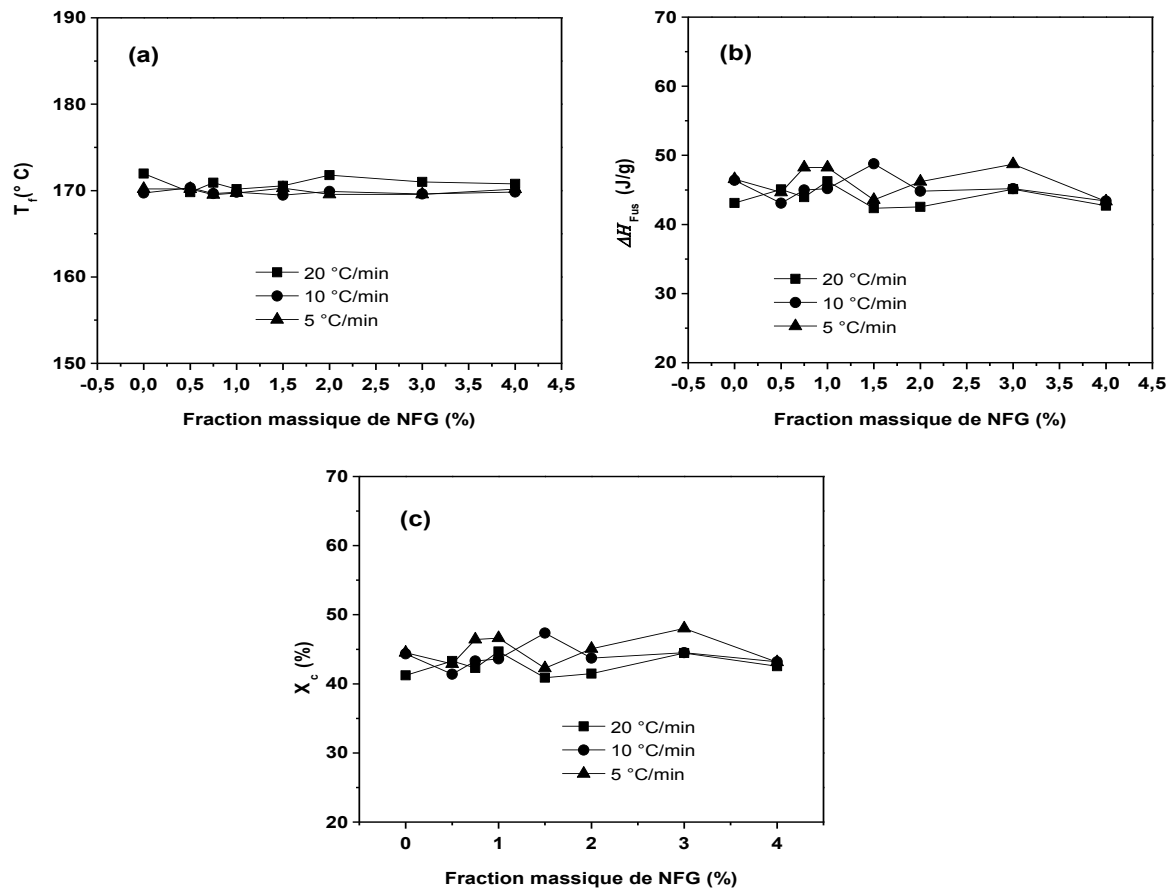 (a)
T f (° C)
190
180
170
160
150
20 °C/min
10 °C/min
5 °C/min
-0,5 0,0 0,5 1,0 1,5 2,0 2,5 3,0 3,5 4,0 4,5
Fraction massique de NFG (%)
(b)
ΔH Fus (J/g)
70
60
50
40
30
20
20 °C/min
10 °C/min
5 °C/min
-0,5 0,0 0,5 1,0 1,5 2,0 2,5 3,0 3,5 4,0 4,5
Fraction massique de NFG (%)
(c)
X c (%)
70
60
50
40
30
20
20 °C/min
10 °C/min
5 °C/min
0 1 2 3 4
Fraction massique de NFG (%)